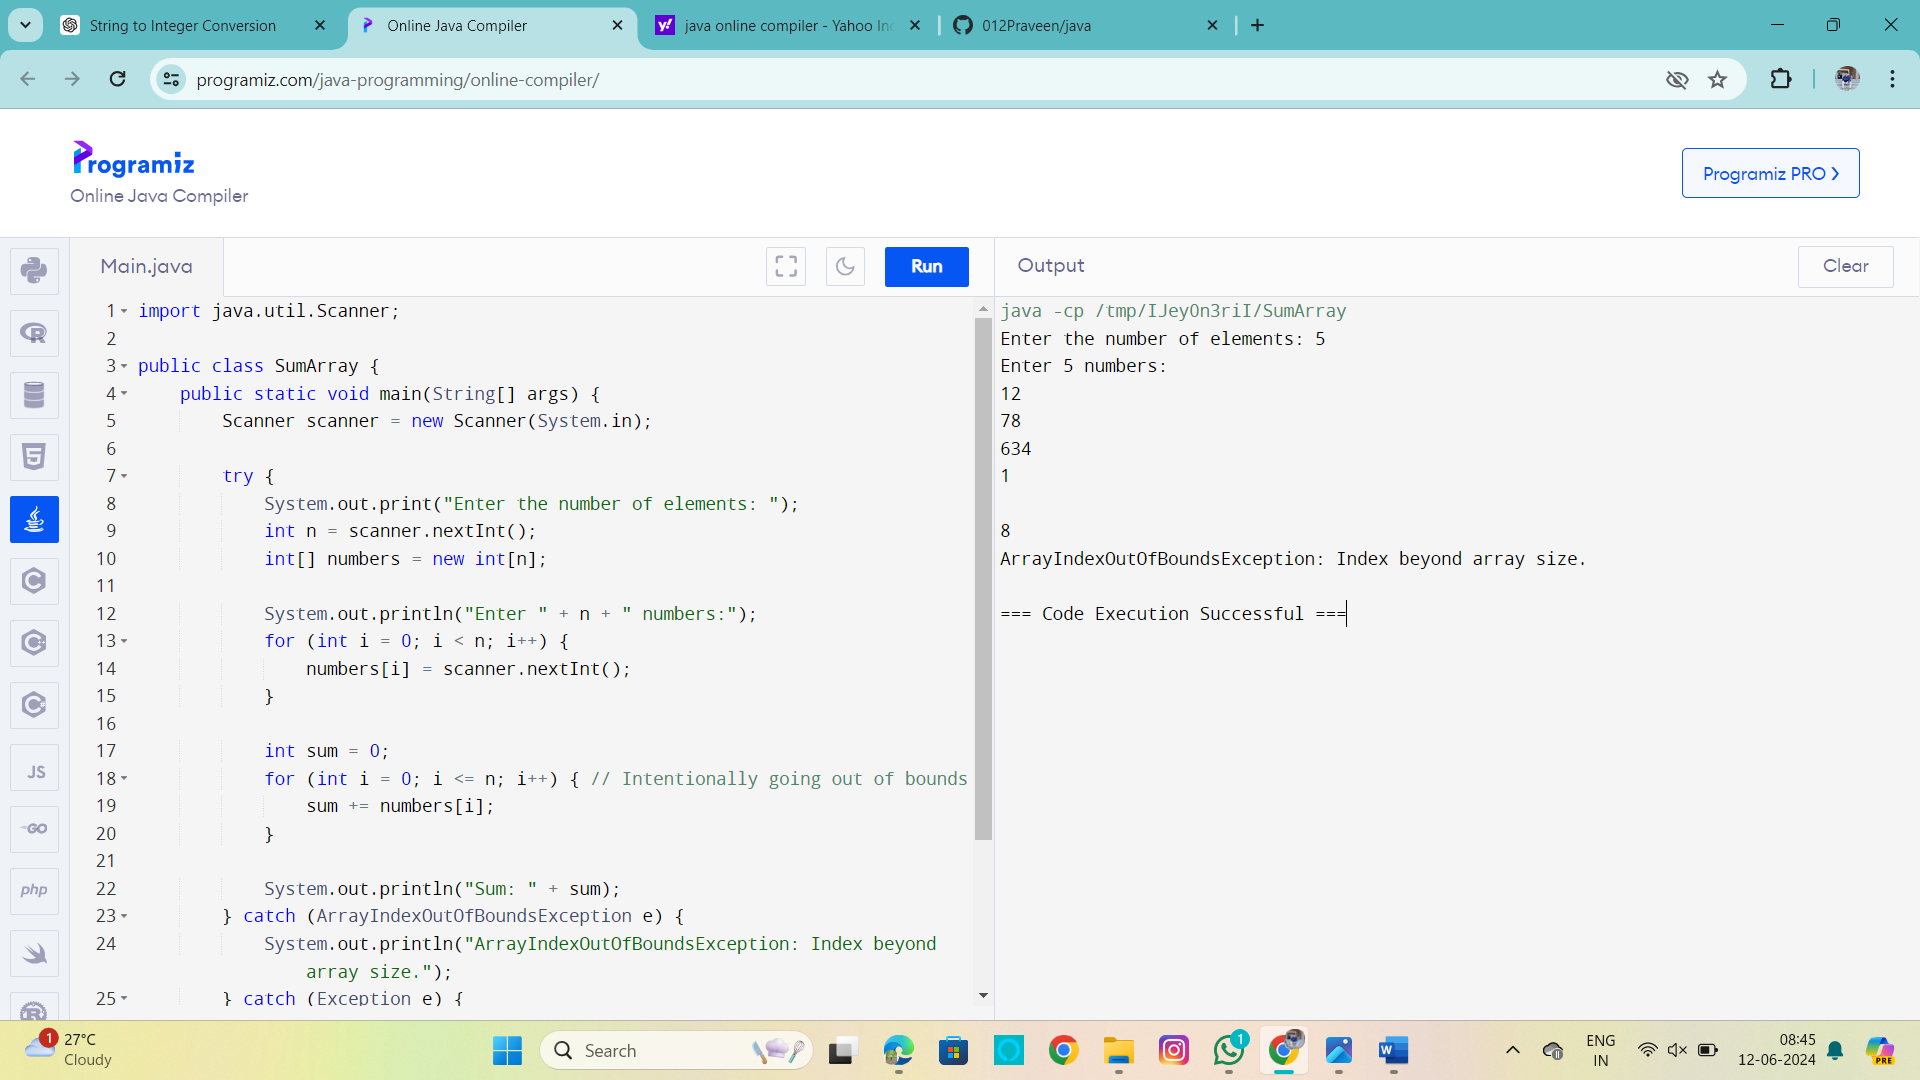 String to Integer Conversion
Online Java Compiler
java online compiler - Yahoo In
012Praveen/java
programiz.com/java-programming/online-compiler/
Programiz
Online Java Compiler
Programiz PRO
Main.java
Run
Output
Clear
1 import java.util.Scanner;
2
3 public class SumArray {
4 public static void main(String[] args) {
5 Scanner scanner = new Scanner(System.in);
6
7 try {
8 System.out.print("Enter the number of elements: ");
9 int n = scanner.nextInt();
10 int[] numbers = new int[n];
11
12 System.out.println("Enter " + n + " numbers:");
13 for (int i = 0; i < n; i++) {
14 numbers[i] = scanner.nextInt();
15 }
16
17 int sum = 0;
18 for (int i = 0; i <= n; i++) { // Intentionally going out of bounds
19 sum += numbers[i];
20 }
21
22 System.out.println("Sum: " + sum);
23 } catch (ArrayIndexOutOfBoundsException e) {
24 System.out.println("ArrayIndexOutOfBoundsException: Index beyond
array size.");
25 } catch (Exception e) {
java -cp /tmp/IJeyOn3riI/SumArray
Enter the number of elements: 5
Enter 5 numbers:
12
78
634
1
8
ArrayIndexOutOfBoundsException: Index beyond array size.
=== Code Execution Successful ===
JS
GO
php
1
27°C
Cloudy
Search
1
W
ENG
IN
08:45
12-06-2024
PRE